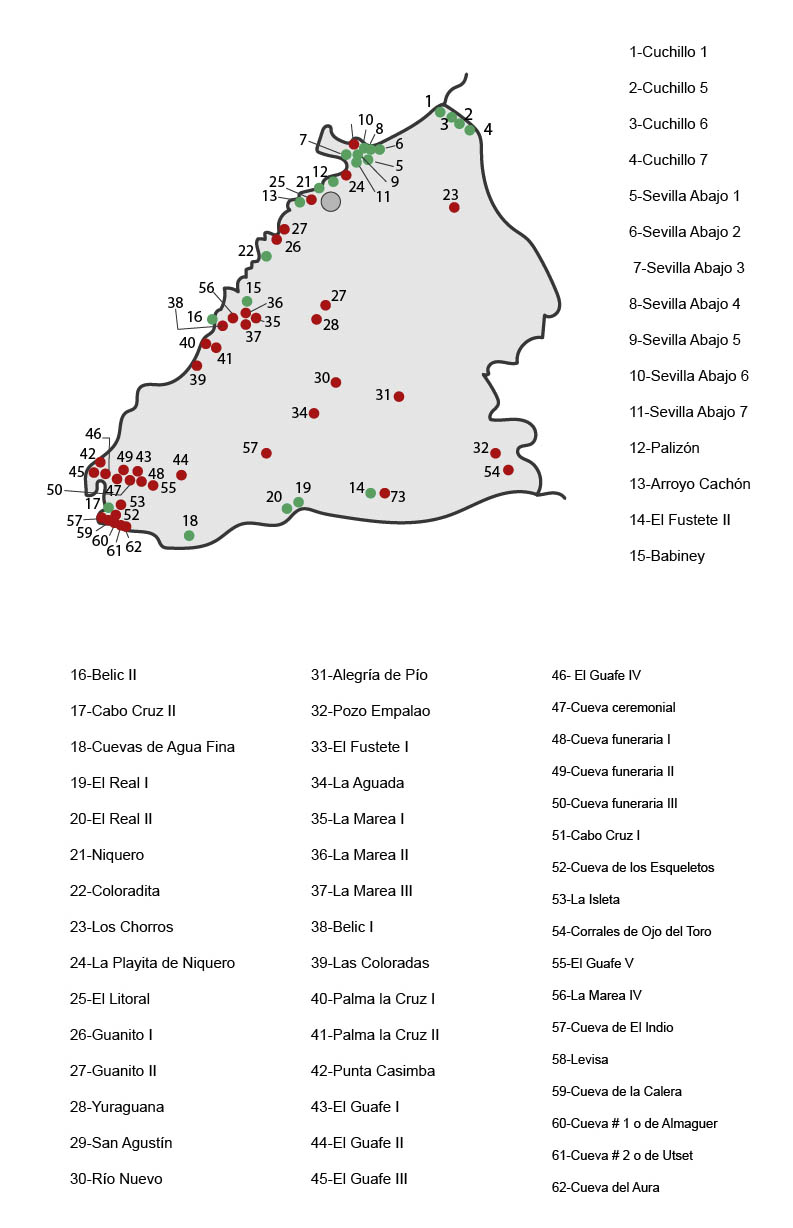 1
2
3
4
10
8
7
6
5
9
11
12
24
25
21
13
23
27
26
22
15
56
36
38
16
35
37
27
28
40
41
39
30
31
34
46
42
49
43
44
45
48
50
47
55
57
32
54
53
17
52
57
59
60
61
62
18
20
19
14
73
1-Cuchillo 1
2-Cuchillo 5
3-Cuchillo 6
4-Cuchillo 7
5-Sevilla Abajo 1
6-Sevilla Abajo 2
7-Sevilla Abajo 3
8-Sevilla Abajo 4
9-Sevilla Abajo 5
10-Sevilla Abajo 6
11-Sevilla Abajo 7
12-Palizón
13-Arroyo Cachón
14-El Fustete II
15-Babiney
16-Belic II
17-Cabo Cruz II
18-Cuevas de Agua Fina
19-El Real I
20-El Real II
21-Niquero
22-Coloradita
23-Los Chorros
24-La Playita de Niquero
25-El Litoral
26-Guanito I
27-Guanito II
28-Yuraguana
29-San Agustín
30-Río Nuevo
31-Alegría de Pío
32-Pozo Empalao
33-El Fustete I
34-La Aguada
35-La Marea I
36-La Marea II
37-La Marea III
38-Belic I
39-Las Coloradas
40-Palma la Cruz I
41-Palma la Cruz II
42-Punta Casimba
43-El Guafe I
44-El Guafe II
45-El Guafe III
46- El Guafe IV
47-Cueva ceremonial
48-Cueva funeraria I
49-Cueva funeraria II
50-Cueva funeraria III
51-Cabo Cruz I
52-Cueva de los Esqueletos
53-La Isleta
54-Corrales de Ojo del Toro
55-El Guafe V
56-La Marea IV
57-Cueva de El Indio
58-Levisa
59-Cueva de la Calera
60-Cueva # 1 o de Almaguer
61-Cueva # 2 o de Utset
62-Cueva del Aura